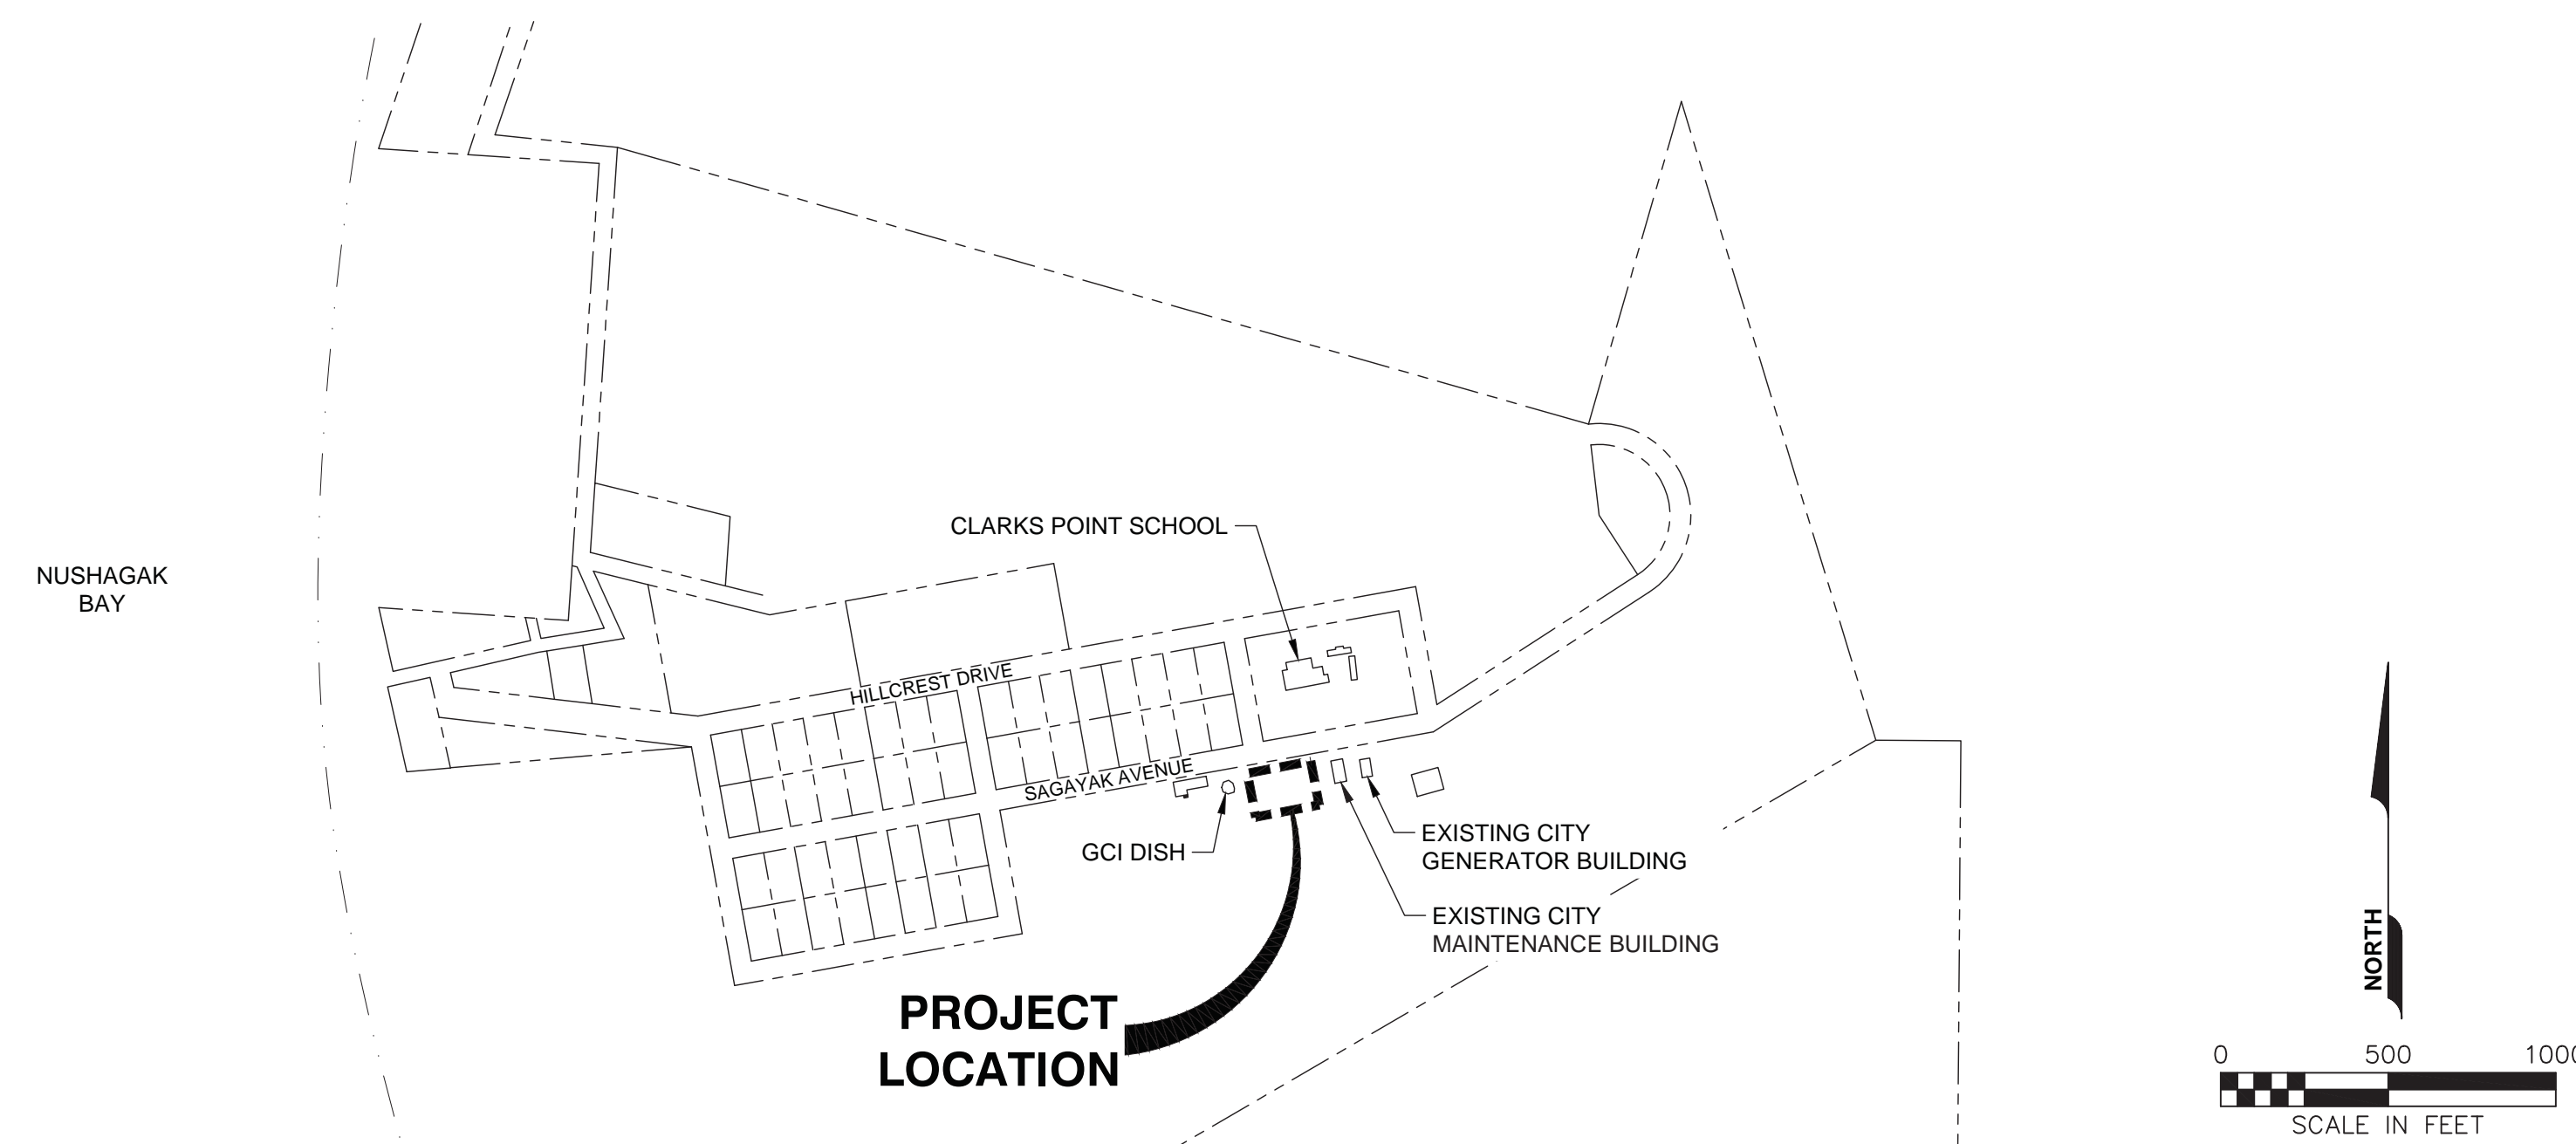 CLARKS POINT SCHOOL
NUSHAGAK
BAY
HILLCREST DRIVE
SAGAYAK AVENUE
GCI DISH
EXISTING CITY
GENERATOR BUILDING
EXISTING CITY
MAINTENANCE BUILDING
PROJECT
LOCATION
NORTH
0 500 100
SCALE IN FEET